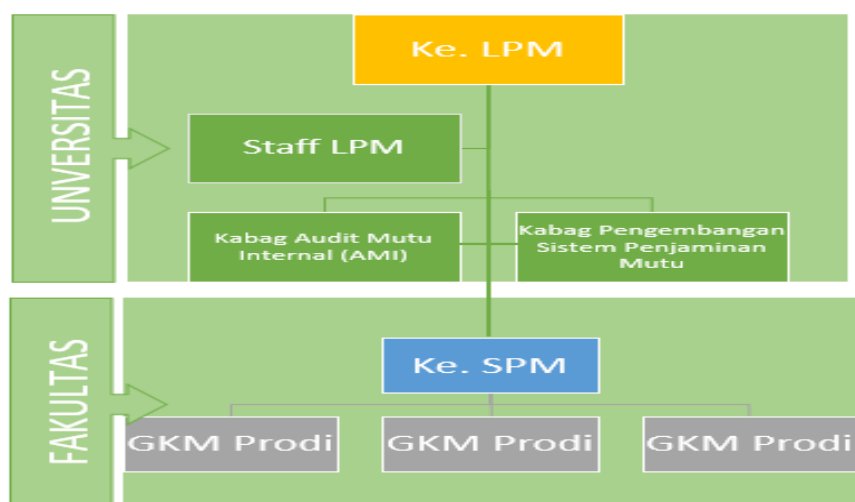 UNVERSITAS
Ke. LPM
Staff LPM
Kabag Audit Mutu
Internal (AMI)
Kabag Pengembangan
Sistem Penjaminan
Mutu
FAKULTAS
Ke. SPM
GKM Prodi
GKM Prodi
GKM Prodi